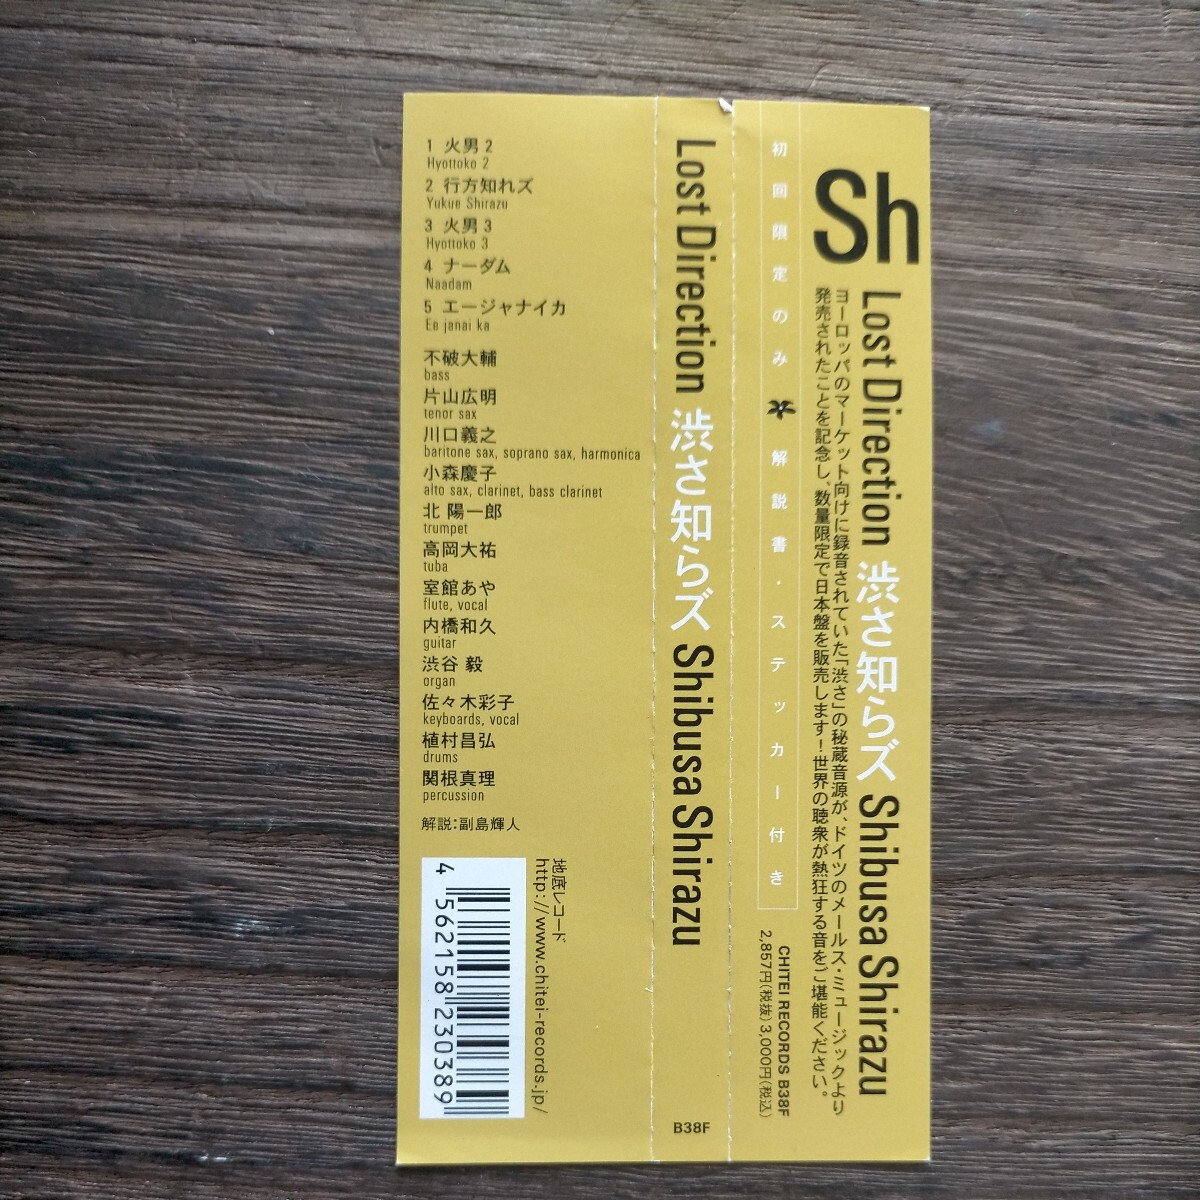 1 火男2
Hyottoko 2
2 行方知れズ
Yukue Shirazu
3 火男3
Hyottoko 3
4 ナーダム
Naadam
5 エージャナイカ
Ee janai ka
不破大輔
bass
片山広明
tenor sax
川口義之
baritone sax, soprano sax, harmonica
小森慶子
alto sax, clarinet, bass clarinet
北 陽一郎
trumpet
高岡大祐
tuba
室館あや
flute, vocal
内橋和久
guitar
渋谷 毅
organ
佐々木彩子
keyboards, vocal
植村昌弘
drums
関根真理
percussion
解説:副島輝人
地底レコード
http://www.chitei-records.jp/
4 562158 230389
Lost Direction 渋さ知らズ Shibusa Shirazu
B38F
初回限定のみ 解説書・ステッカー付き
CHITEI RECORDS B38F
2,857円(税抜) 3,000円(税込)
Sh
Lost Direction 渋さ知らズ Shibusa Shirazu
ヨーロッパのマーケット向けに録音されていた「渋さ」の秘蔵音源が、ドイツのメールス・ミュージックより
発売されたことを記念し、数量限定で日本盤を販売します!世界の聴衆が熱狂する音をご堪能ください。